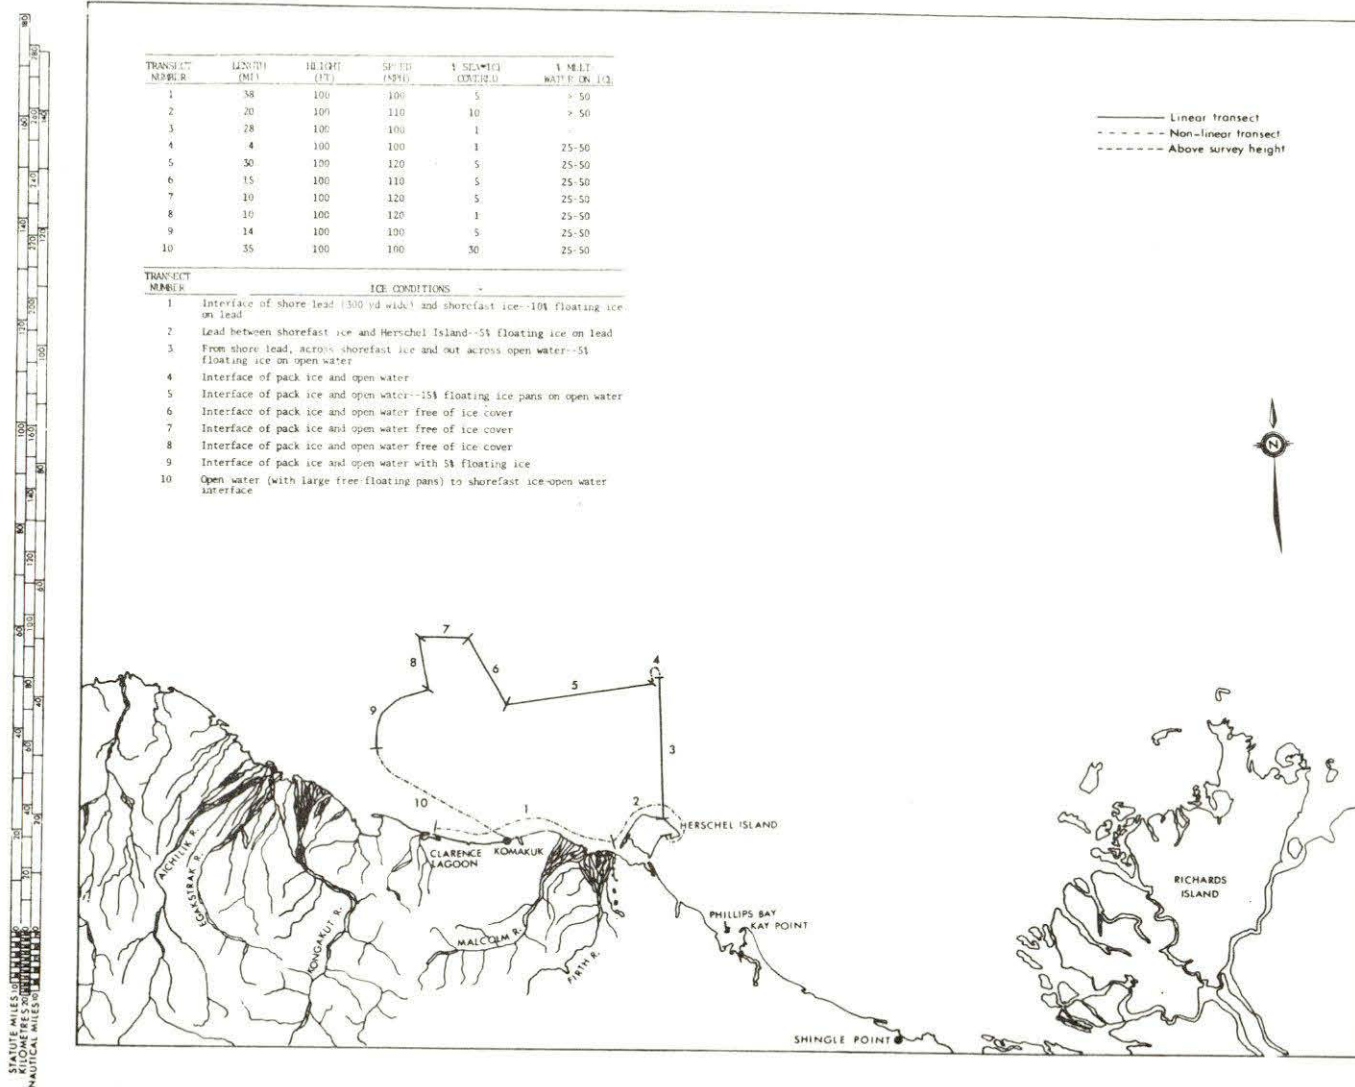 TRANSECT NUMBER LENGTH (MI) HEIGHT (FT) SPEED (MPH) COVERED % MELT WATER ON ICE
1 38 100 100 5 > 50
2 20 100 110 10 > 50
3 28 100 100 1 -
4 4 100 100 1 25-50
5 30 100 120 5 25-50
6 15 100 110 5 25-50
7 10 100 120 5 25-50
8 10 100 120 1 25-50
9 14 100 100 5 25-50
10 35 100 100 30 25-50
TRANSECT
NUMBER ICE CONDITIONS
1 Interface of shore lead (300 yd wide) and shorefast ice--10% floating ice
on lead
2 Lead between shorefast ice and Herschel Island--5% floating ice on lead
3 From shore lead, across shorefast ice and out across open water--5%
floating ice on open water
4 Interface of pack ice and open water
5 Interface of pack ice and open water--15% floating ice pans on open water
6 Interface of pack ice and open water free of ice cover
7 Interface of pack ice and open water free of ice cover
8 Interface of pack ice and open water free of ice cover
9 Interface of pack ice and open water with 5% floating ice
10 Open water (with large free-floating pans) to shorefast ice-open water
interface
Linear transect
Non-linear transect
Above survey height
N
7
8
6
4
5
9
3
10
1
2
HERSCHEL ISLAND
CLARENCE
LAGOON
KOMAKUK
AICHILIK R.
EGAKSTRAK R.
KONGAKUT R.
MALCOLM R.
FIRTH R.
PHILLIPS BAY
KAY POINT
RICHARDS
ISLAND
SHINGLE POINT
STATUTE MILES
KILOMETRES
NAUTICAL MILES